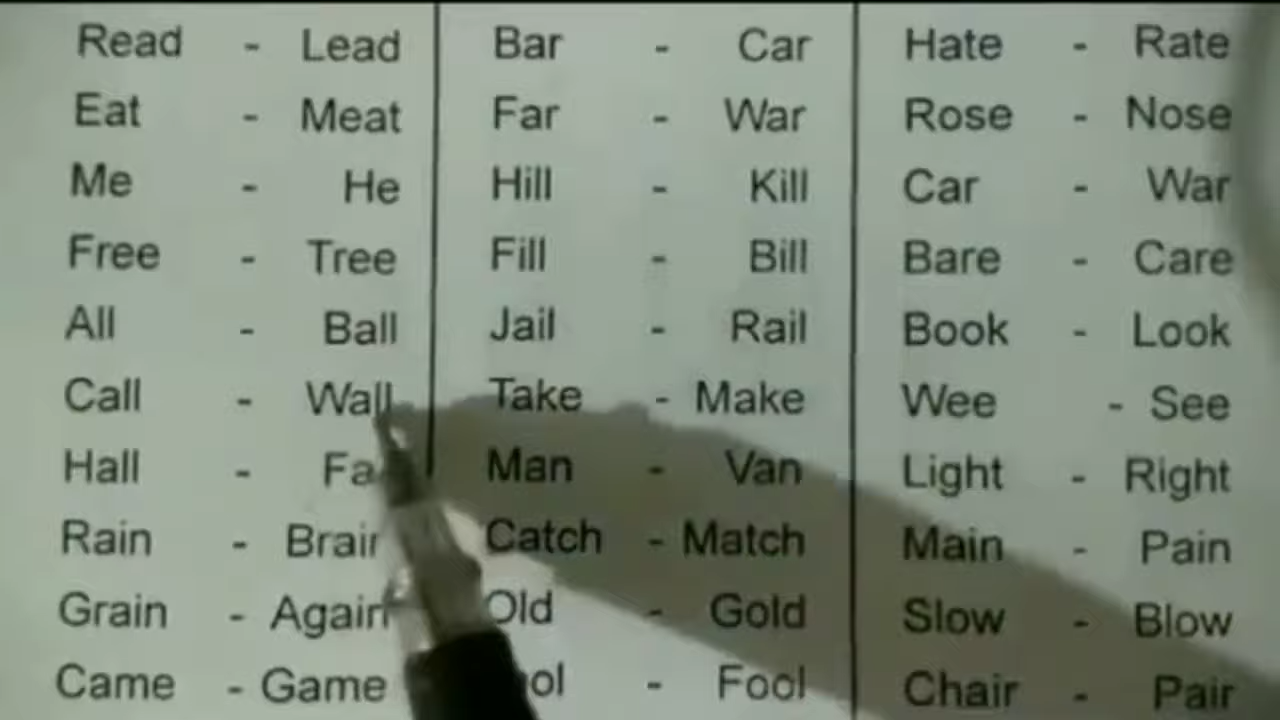 Read - Lead Bar - Car Hate - Rate
Eat - Meat Far - War Rose - Nose
Me - He Hill - Kill Car - War
Free - Tree Fill - Bill Bare - Care
All - Ball Jail - Rail Book - Look
Call - Wall Take - Make Wee - See
Hall - Man - Van Light - Right
Rain - Catch - Match Main - Pain
Grain - Again Old - Gold Slow - Blow
Came - Game - Fool Chair - Pair